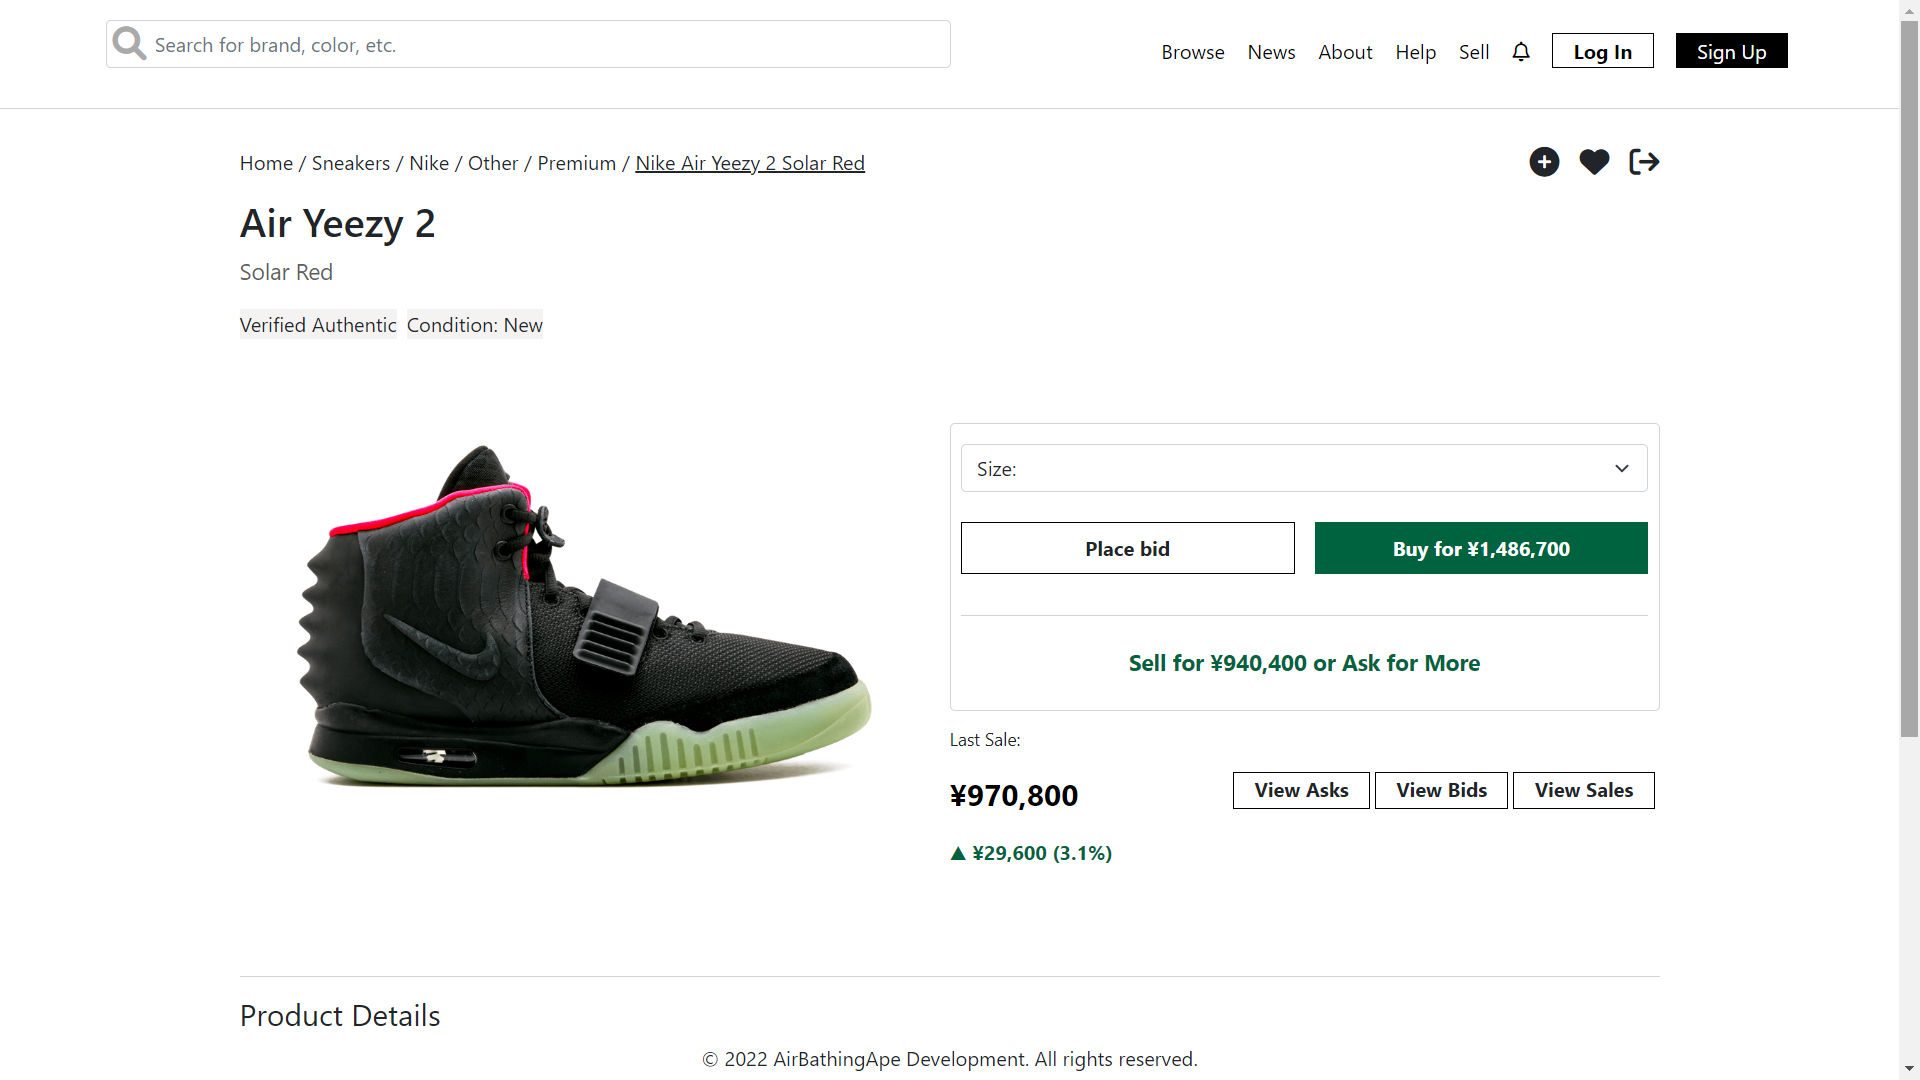 Search for brand, color, etc.
Browse News About Help Sell Log In Sign Up
Home / Sneakers / Nike / Other / Premium / Nike Air Yeezy 2 Solar Red
Air Yeezy 2
Solar Red
Verified Authentic Condition: New
Size:
Place bid Buy for ¥1,486,700
Sell for ¥940,400 or Ask for More
Last Sale:
¥970,800 View Asks View Bids View Sales
▲ ¥29,600 (3.1%)
Product Details
© 2022 AirBathingApe Development. All rights reserved.